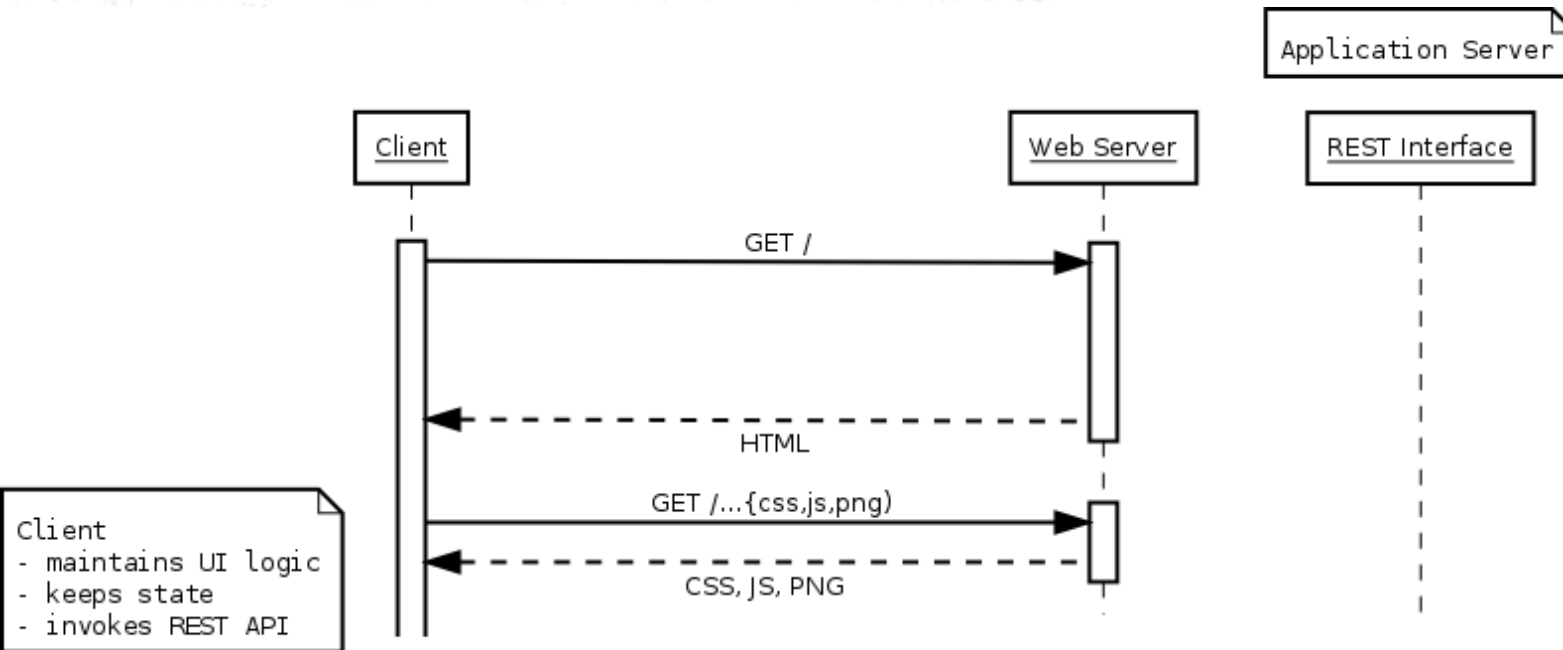 Application Server
Client
Web Server
REST Interface
GET /
HTML
GET /...{css,js,png)
CSS, JS, PNG
Client
- maintains UI logic
- keeps state
- invokes REST API